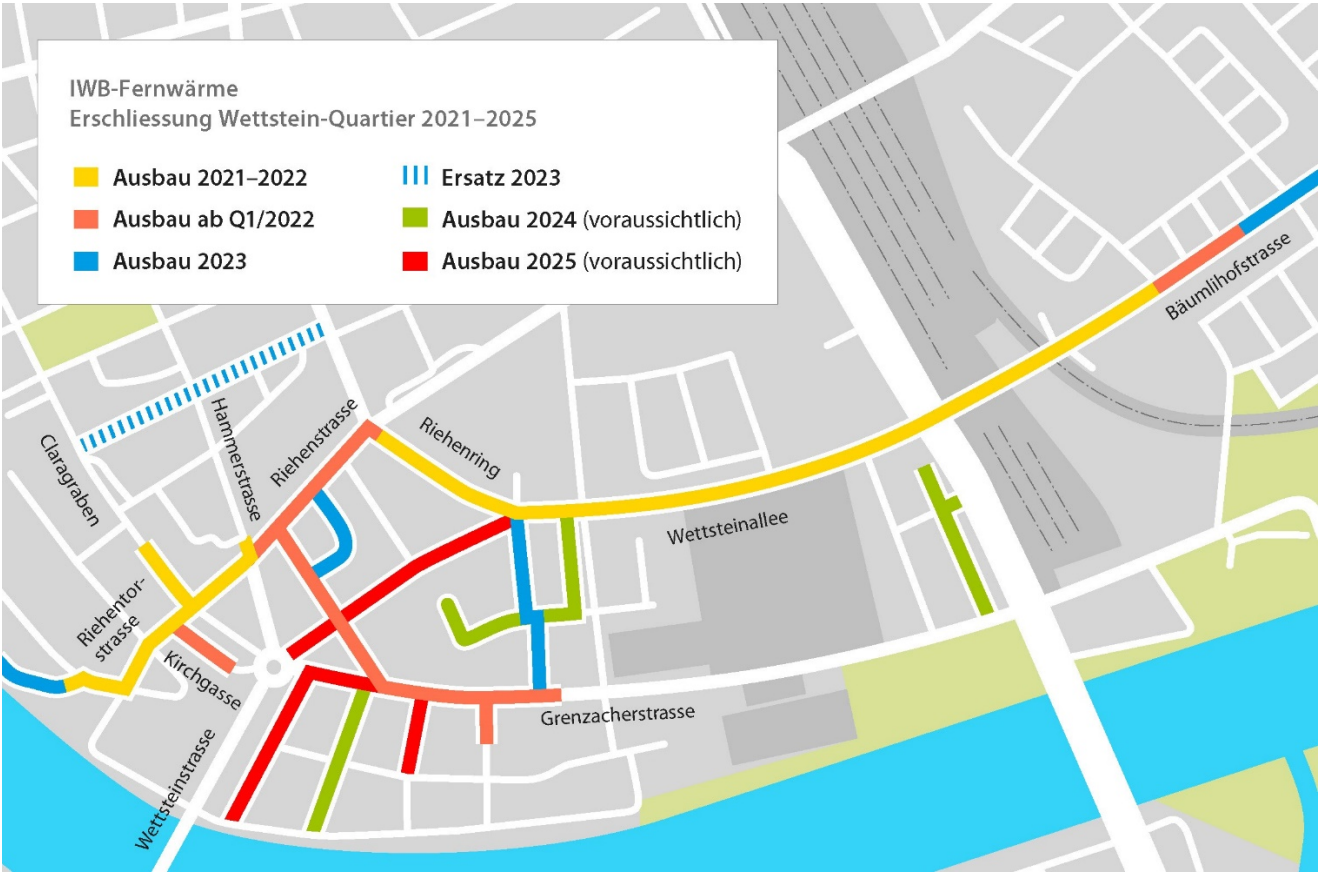 IWB-Fernwärme
Erschliessung Wettstein-Quartier 2021–2025
Ausbau 2021–2022
Ausbau ab Q1/2022
Ausbau 2023
Ersatz 2023
Ausbau 2024 (voraussichtlich)
Ausbau 2025 (voraussichtlich)
Bäumlihofstrasse
Hammerstrasse
Riehenstrasse
Riehenring
Claragraben
Wettsteinallee
Riehentor-
strasse
Kirchgasse
Grenzacherstrasse
Wettsteinstrasse